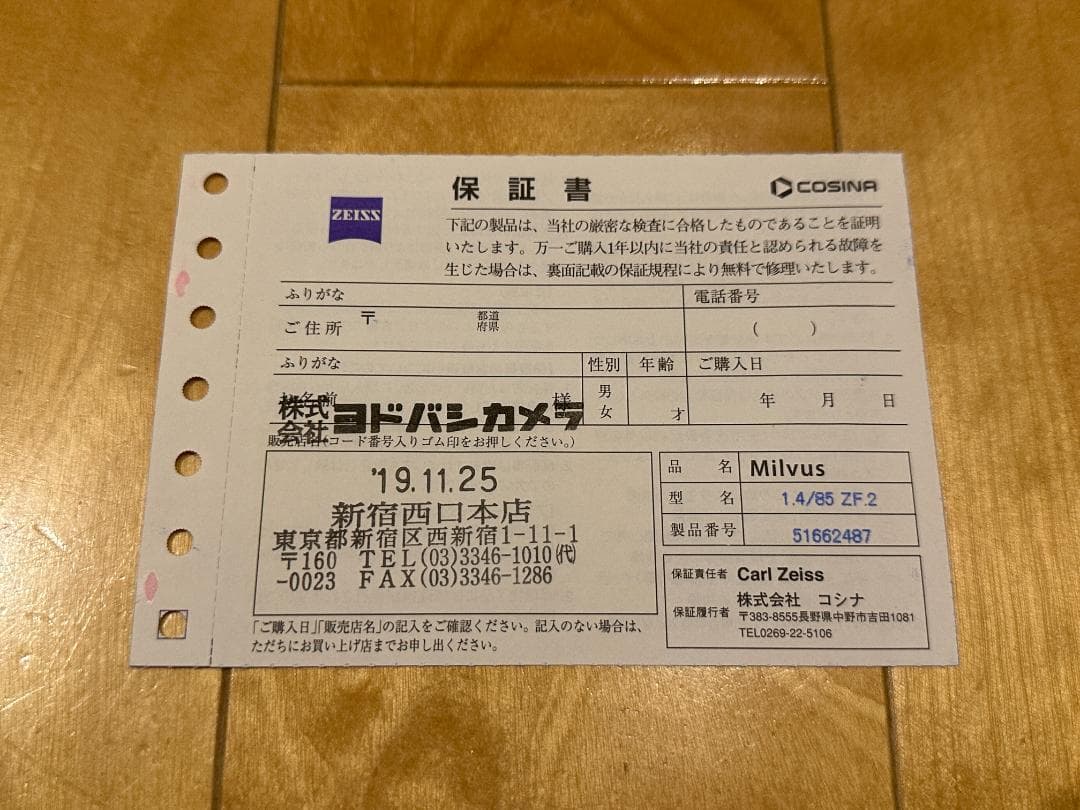 ZEISS
保証書
COSINA
下記の製品は、当社の厳密な検査に合格したものであることを証明
いたします。万一ご購入1年以内に当社の責任と認められる故障を
生じた場合は、裏面記載の保証規程により無料で修理いたします。
ふりがな
電話番号
ご住所 〒 都道府県
( )
ふりがな
性別 年齢 ご購入日
お名前 様
男
女
才
年 月 日
株式会社 ヨドバシカメラ
販売店名(コード番号入りゴム印をお押しください。)
'19.11.25
新宿西口本店
東京都新宿区西新宿1-11-1
〒160 TEL(03)3346-1010(代)
-0023 FAX(03)3346-1286
「ご購入日」「販売店名」の記入をご確認ください。記入のない場合は、
ただちにお買い上げ店までお申し出ください。
品名 Milvus
型名 1.4/85 ZF.2
製品番号 51662487
保証責任者 Carl Zeiss
保証履行者 株式会社 コシナ
〒383-8555長野県中野市吉田1081
TEL0269-22-5106